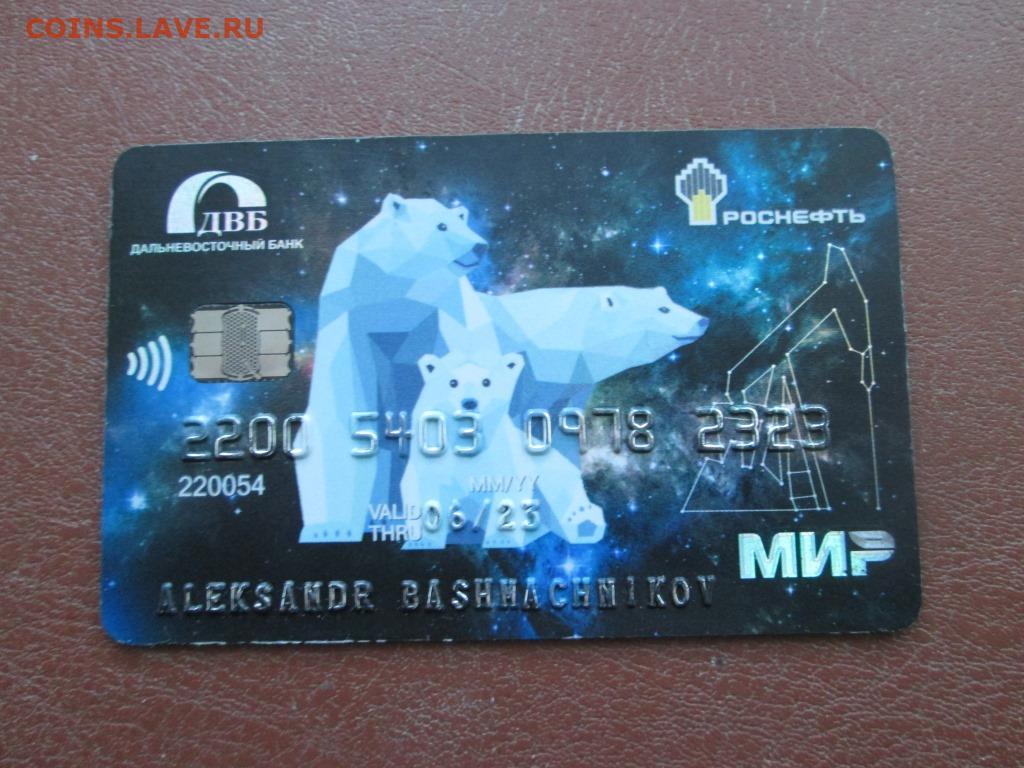 COINS.LAVE.RU
ДВБ
ДАЛЬНЕВОСТОЧНЫЙ БАНК
РОСНЕФТЬ
2200 5403 0978 2323
220054
MM/YY
VALID THRU 06/23
МИР
ALEKSANDR BASHMACHNIKOV